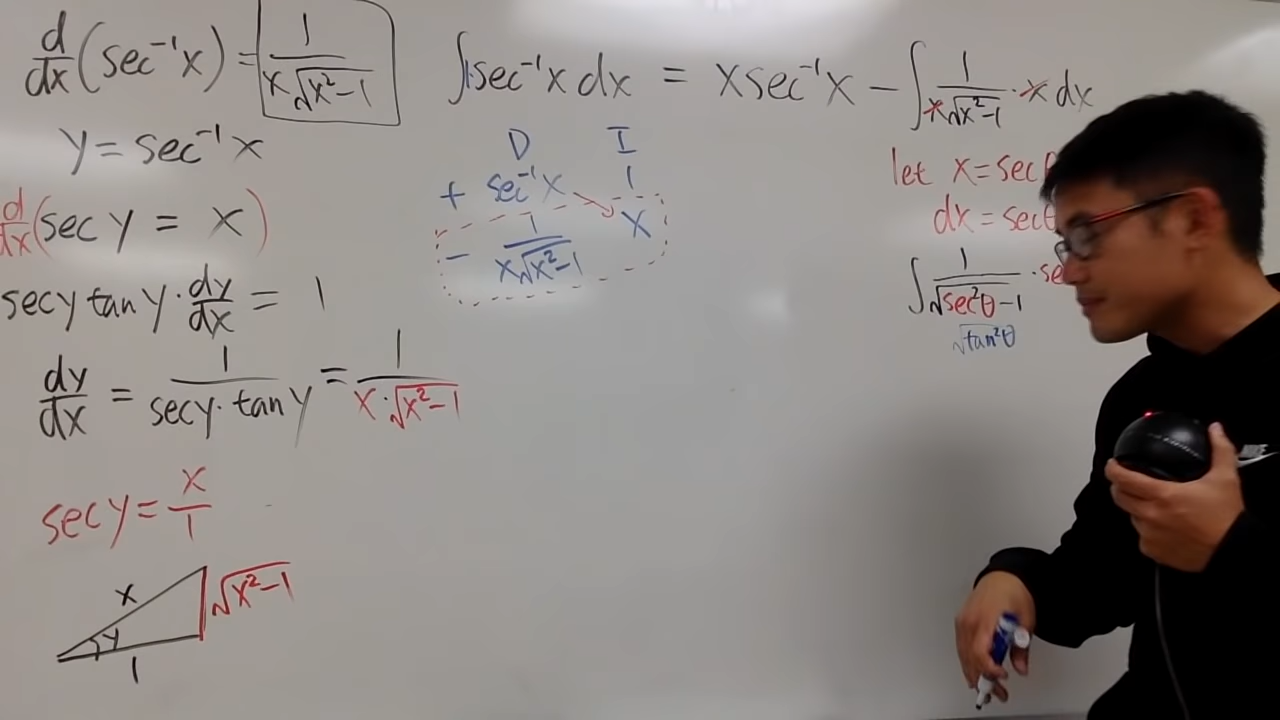 d/dx (sec⁻¹x) = 1/(x√(x²-1))
y = sec⁻¹x
d/dx (sec y = x)
sec y tan y · dy/dx = 1
dy/dx = 1/(sec y · tan y) = 1/(x · √(x²-1))
sec y = x/1
x
√(x²-1)
y
1
∫1 sec⁻¹x dx = x sec⁻¹x - ∫ 1/(x√(x²-1)) · x dx
D I
+ sec⁻¹x 1
- 1/(x√(x²-1)) x
let x = sec
dx = sec
∫ 1/√(sec²θ-1) · se
√tan²θ